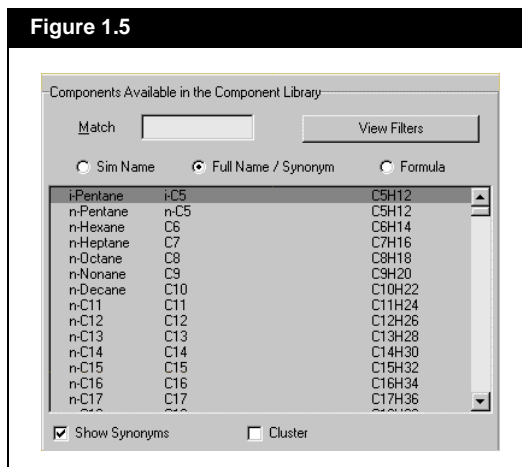 Figure 1.5
Components Available in the Component Library
Match View Filters
Sim Name Full Name / Synonym Formula
i-Pentane i-C5 C5H12
n-Pentane n-C5 C5H12
n-Hexane C6 C6H14
n-Heptane C7 C7H16
n-Octane C8 C8H18
n-Nonane C9 C9H20
n-Decane C10 C10H22
n-C11 C11 C11H24
n-C12 C12 C12H26
n-C13 C13 C13H28
n-C14 C14 C14H30
n-C15 C15 C15H32
n-C16 C16 C16H34
n-C17 C17 C17H36
Show Synonyms Cluster